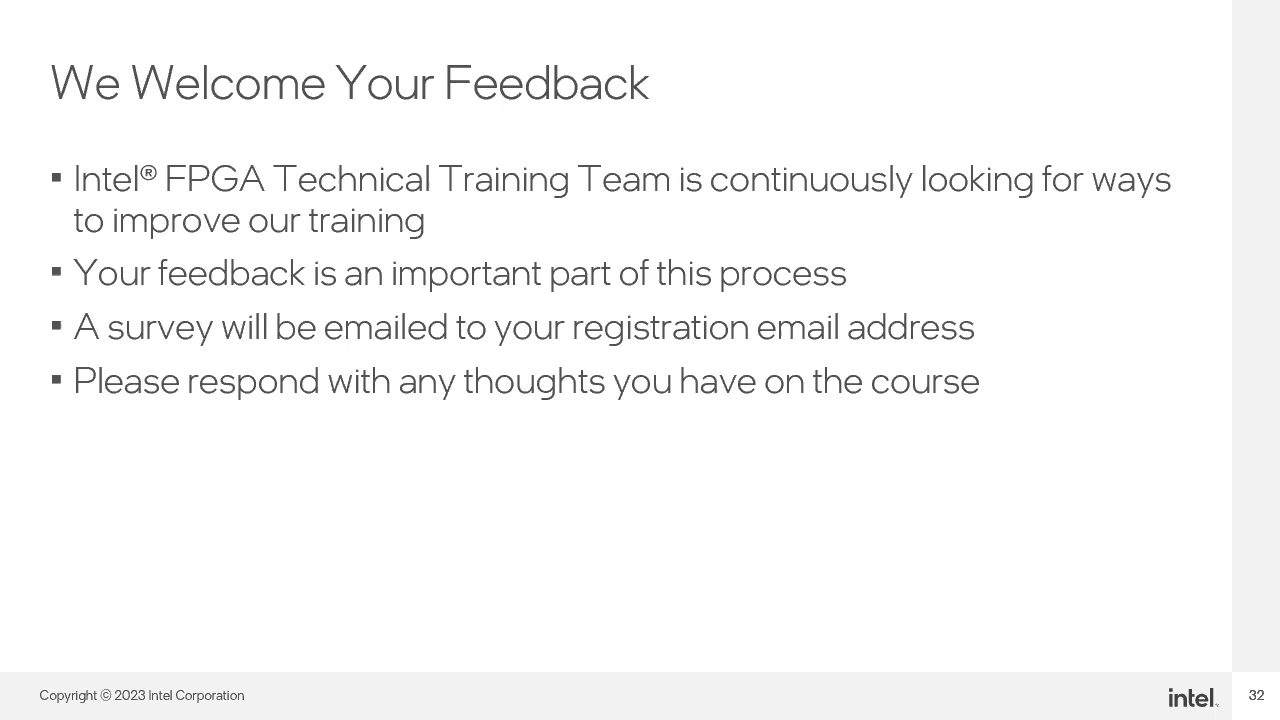 We Welcome Your Feedback
▪ Intel® FPGA Technical Training Team is continuously looking for ways
to improve our training
▪ Your feedback is an important part of this process
▪ A survey will be emailed to your registration email address
▪ Please respond with any thoughts you have on the course
Copyright © 2023 Intel Corporation
intel.
32